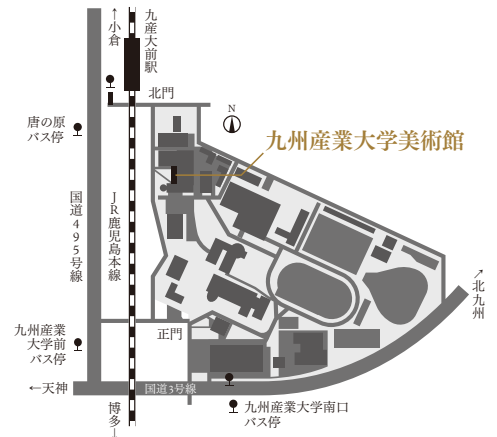 ↑小倉
九産大前駅
北門
N
唐の原
バス停
九州産業大学美術館
国道495号線
JR鹿児島本線
↗北九州
九州産業
大学前
バス停
正門
←天神
国道3号線
博多↓
九州産業大学南口
バス停